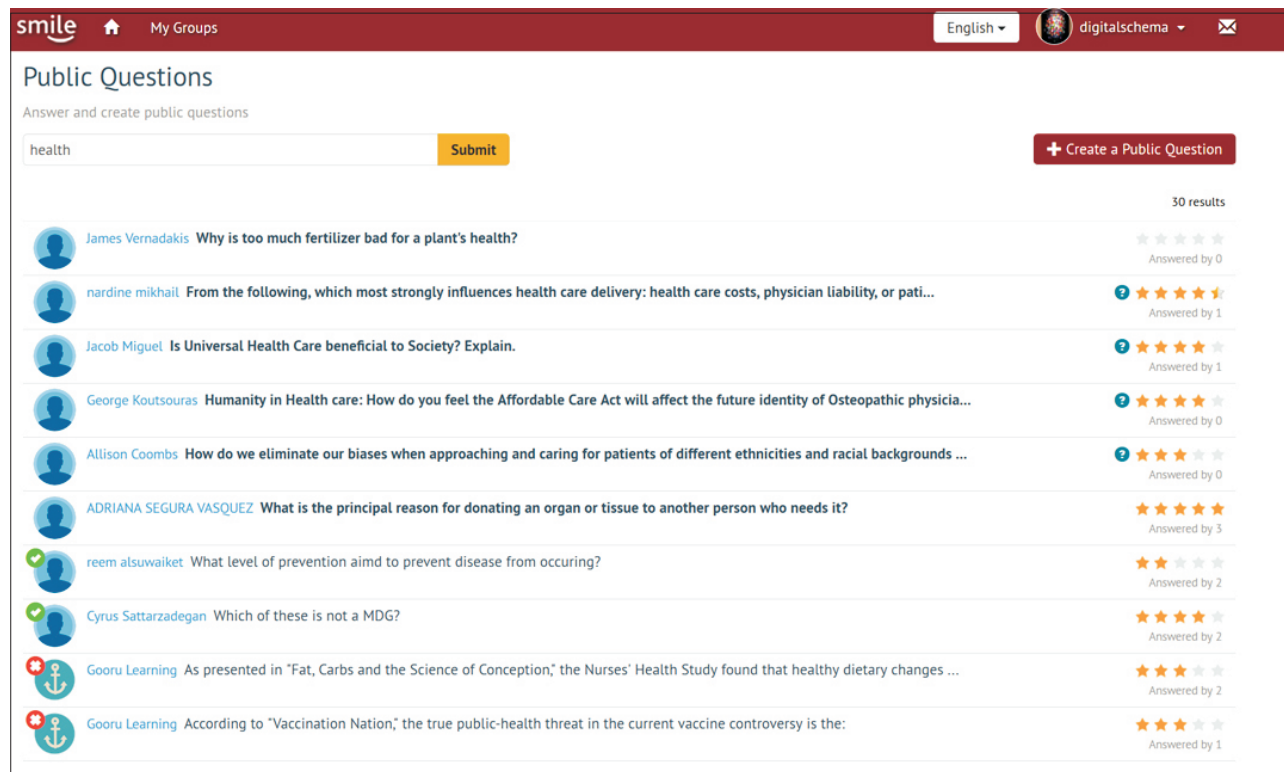 smile My Groups English digitalschema
Public Questions
Answer and create public questions
health Submit Create a Public Question
30 results
James Vernadakis Why is too much fertilizer bad for a plant's health?
Answered by 0
nardine mikhail From the following, which most strongly influences health care delivery: health care costs, physician liability, or pati...
Answered by 1
Jacob Miguel Is Universal Health Care beneficial to Society? Explain.
Answered by 1
George Koutsouras Humanity in Health care: How do you feel the Affordable Care Act will affect the future identity of Osteopathic physicia...
Answered by 0
Allison Coombs How do we eliminate our biases when approaching and caring for patients of different ethnicities and racial backgrounds ...
Answered by 0
ADRIANA SEGURA VASQUEZ What is the principal reason for donating an organ or tissue to another person who needs it?
Answered by 3
reem alsuwaiket What level of prevention aimd to prevent disease from occuring?
Answered by 2
Cyrus Sattarzadegan Which of these is not a MDG?
Answered by 2
Gooru Learning As presented in "Fat, Carbs and the Science of Conception," the Nurses' Health Study found that healthy dietary changes ...
Answered by 2
Gooru Learning According to "Vaccination Nation," the true public-health threat in the current vaccine controversy is the:
Answered by 1